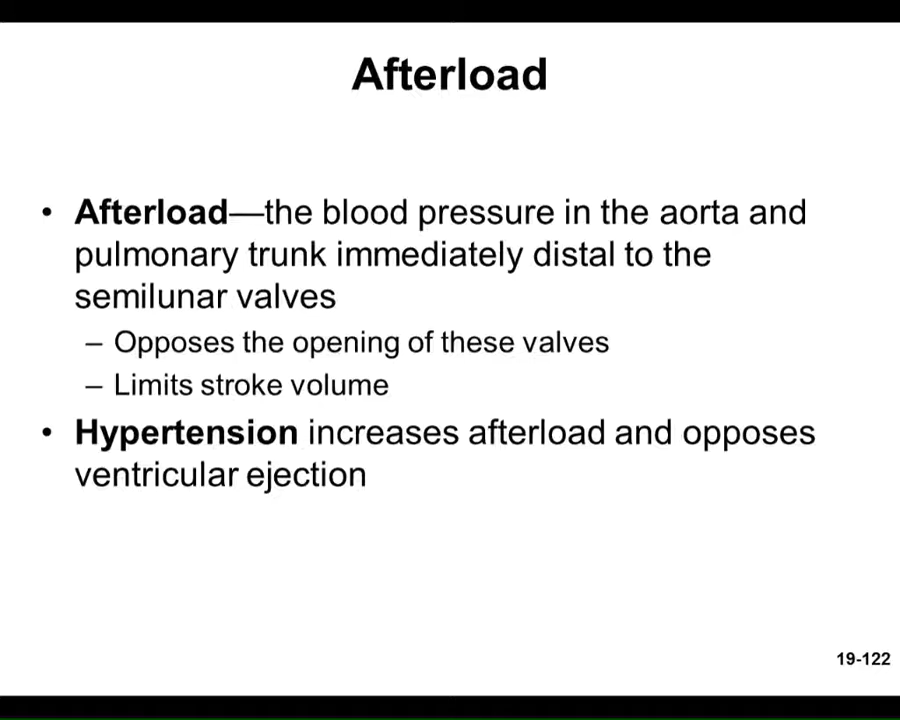 Afterload
• Afterload—the blood pressure in the aorta and
pulmonary trunk immediately distal to the
semilunar valves
– Opposes the opening of these valves
– Limits stroke volume
• Hypertension increases afterload and opposes
ventricular ejection
19-122